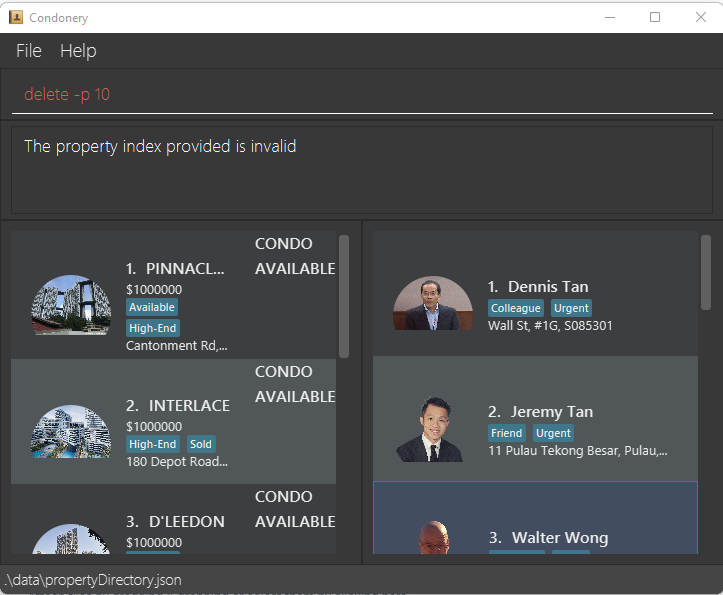 Condonery
File Help
delete -p 10
The property index provided is invalid
CONDO
AVAILABLE
1. PINNACL...
$1000000
Available
High-End
Cantonment Rd,...
CONDO
AVAILABLE
2. INTERLACE
$1000000
High-End Sold
180 Depot Road...
CONDO
AVAILABLE
3. D'LEEDON
$1000000
1. Dennis Tan
Colleague Urgent
Wall St, #1G, S085301
2. Jeremy Tan
Friend Urgent
11 Pulau Tekong Besar, Pulau,...
3. Walter Wong
.\data\propertyDirectory.json